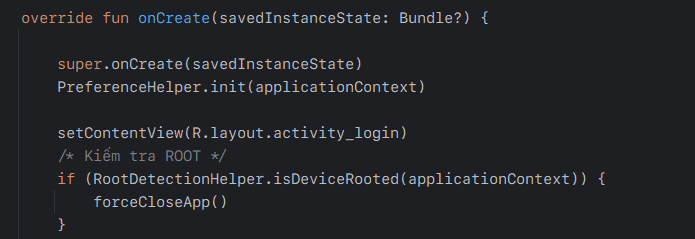 override fun onCreate(savedInstanceState: Bundle?) {
super.onCreate(savedInstanceState)
PreferenceHelper.init(applicationContext)
setContentView(R.layout.activity_login)
/* Kiểm tra ROOT */
if (RootDetectionHelper.isDeviceRooted(applicationContext)) {
forceCloseApp()
}